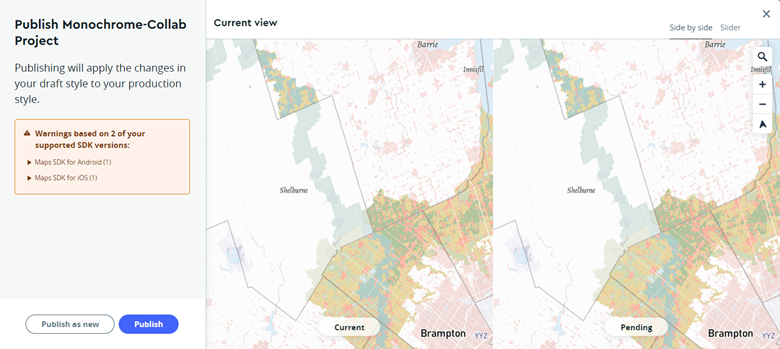 Publish Monochrome-Collab
Project
Publishing will apply the changes in
your draft style to your production
style.
Warnings based on 2 of your
supported SDK versions:
Maps SDK for Android (1)
Maps SDK for iOS (1)
Publish as new
Publish
Current view
Side by side
Slider
Barrie
Innisfil
Shelburne
Current
Brampton
YYZ
Barrie
Innisfil
Shelburne
Pending
Brampton
YYZ